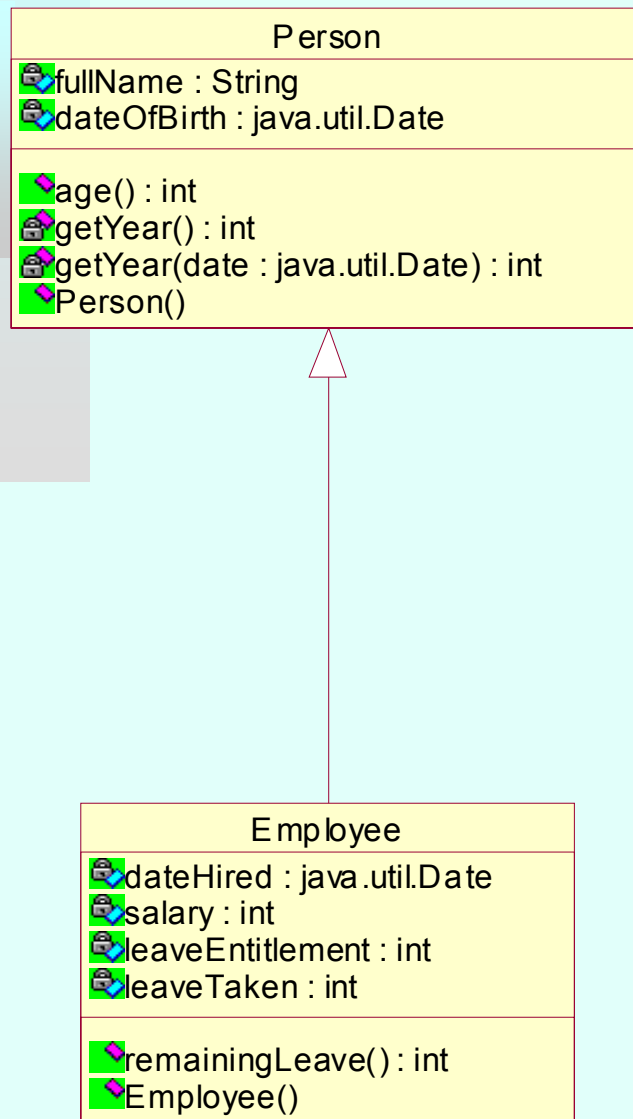 Person
fullName : String
dateOfBirth : java.util.Date
age() : int
getYear() : int
getYear(date : java.util.Date) : int
Person()
Employee
dateHired : java.util.Date
salary : int
leaveEntitlement : int
leaveTaken : int
remainingLeave() : int
Employee()